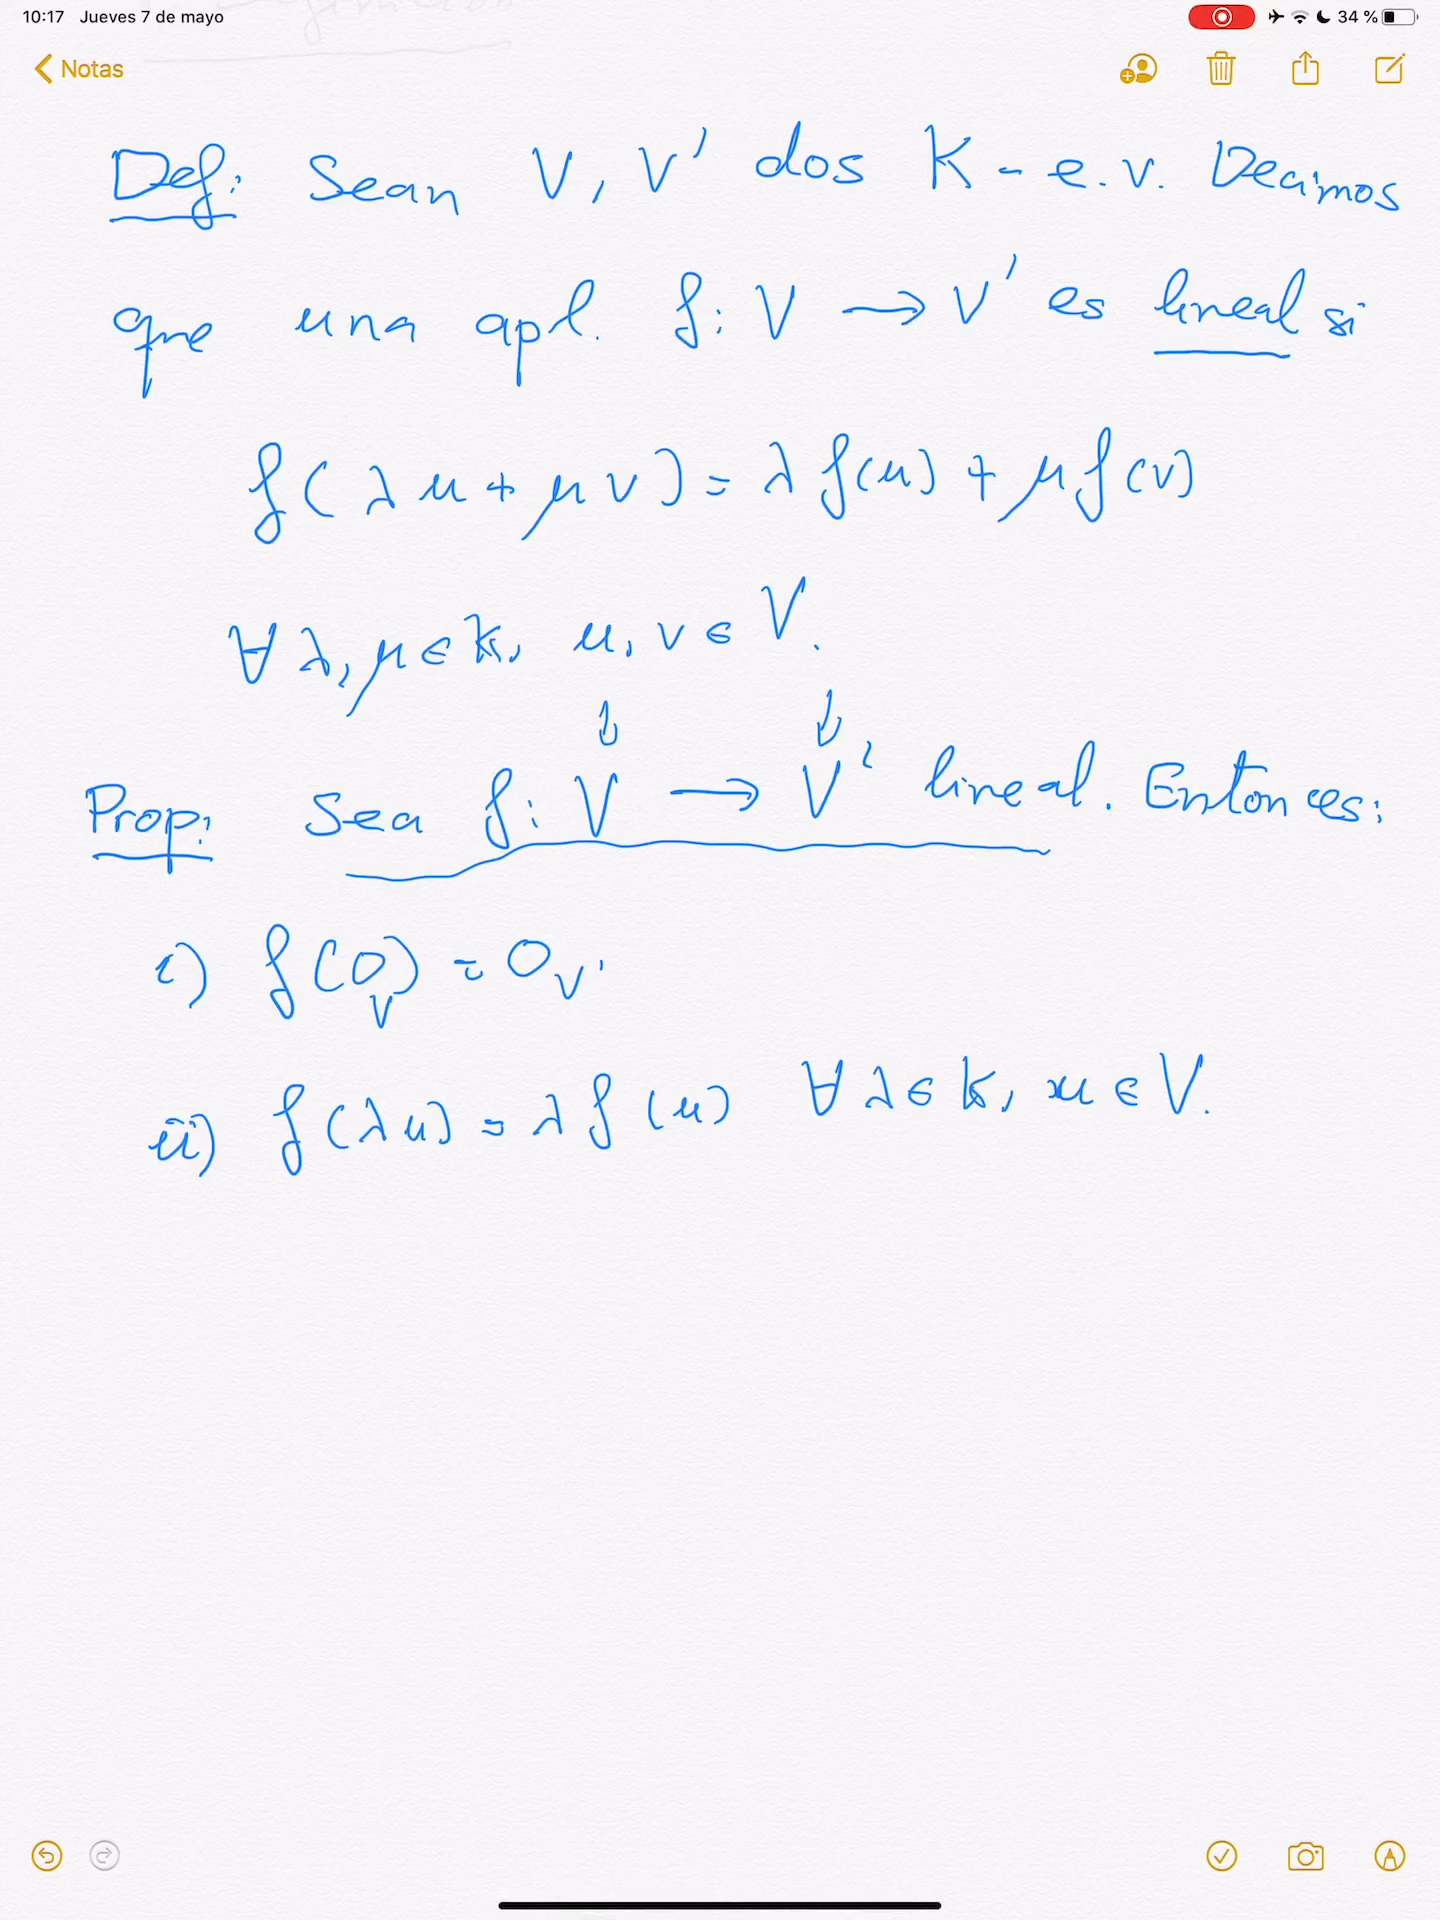 10:17 Jueves 7 de mayo 34 %
Notas
Def: Sean V, V' dos K-e.v. Decimos
que una apl. f: V → V' es lineal si
f(λu + μv) = λf(u) + μf(v)
∀ λ, μ ∈ K, u, v ∈ V.
↓ ↓
Prop: Sea f: V → V' lineal. Entonces:
i) f(0_V) = 0_V'
ii) f(λu) = λf(u) ∀ λ ∈ K, u ∈ V.